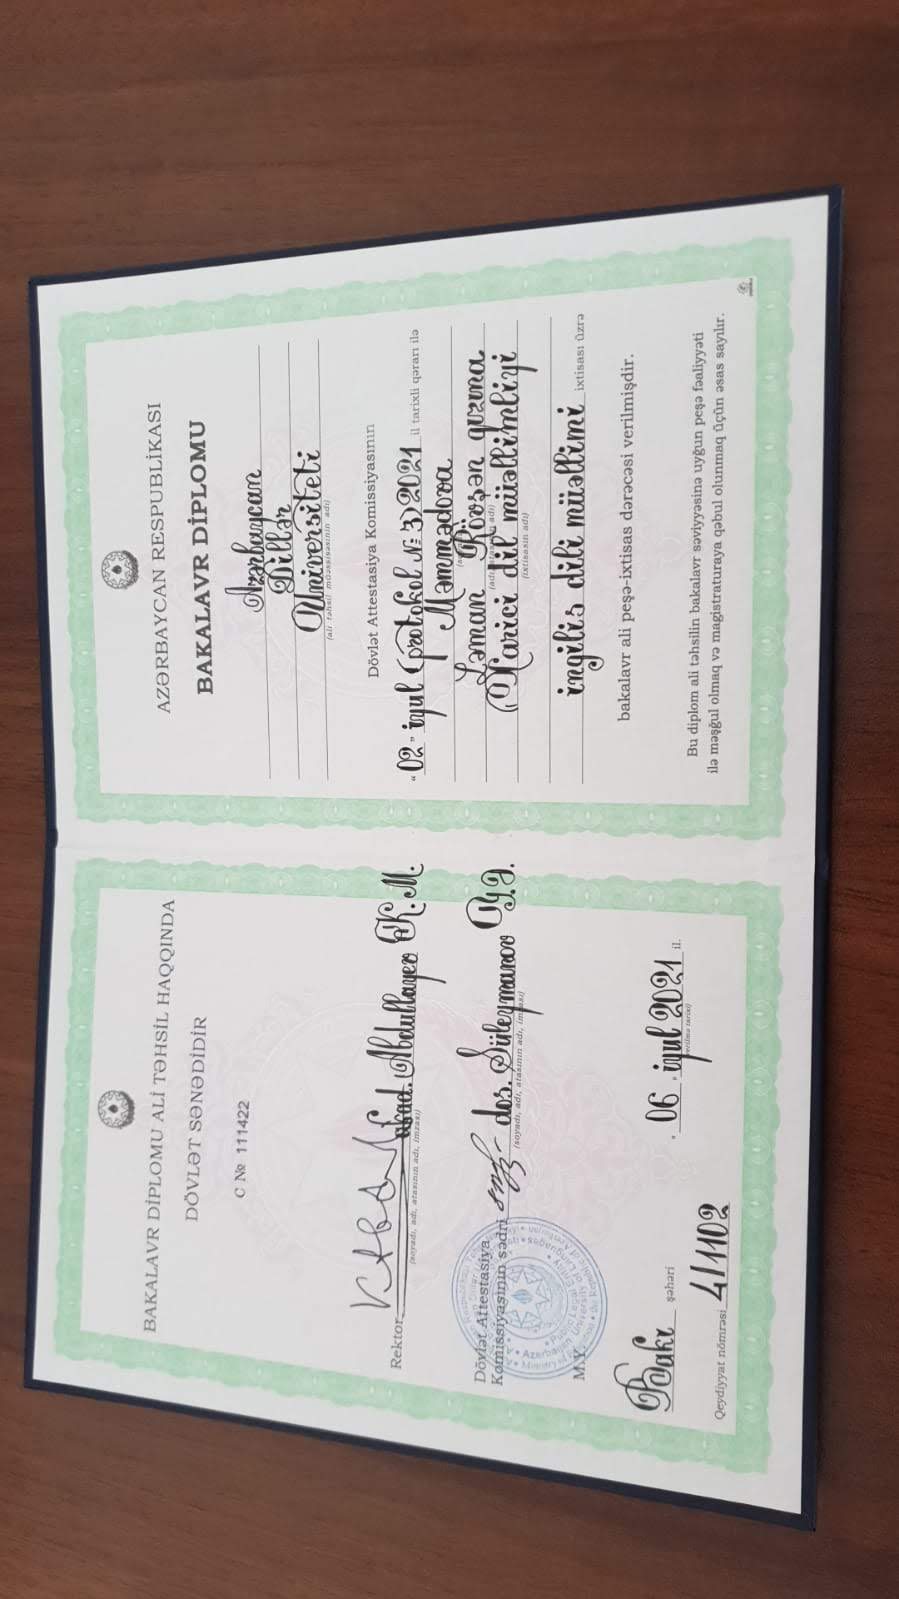 BAKALAVR DİPLOMU ALİ TƏHSİL HAQQINDA
DÖVLƏT SƏNƏDİDİR
C № 111422
Rektor akad. Abdullayev K.M.
(soyadı, adı, atasının adı, imzası)
Dövlət Attestasiya
Komissiyasının sədri dos. Süleymanov
(soyadı, adı, atasının adı, imzası)
M.Y.
Bakı şəhəri
"06" iyul 2021 il.
(verilmə tarixi)
Qeydiyyat nömrəsi 4/1102
AZƏRBAYCAN RESPUBLİKASI
BAKALAVR DİPLOMU
Azərbaycan
Dillər
Universiteti
(ali təhsil müəssisəsinin adı)
Dövlət Attestasiya Komissiyasının
"02" iyul (protokol № 3) 2021 il tarixli qərarı ilə
Məmmədova
Ləman Rövşən qızına
(Xarici dil müəllimliyi
(ixtisasın adı)
ingilis dili müəllimi ixtisası üzrə
bakalavr ali peşə-ixtisas dərəcəsi verilmişdir.
Bu diplom ali təhsilin bakalavr səviyyəsinə uyğun peşə fəaliyyəti
ilə məşğul olmaq və magistraturaya qəbul olunmaq üçün əsas sayılır.